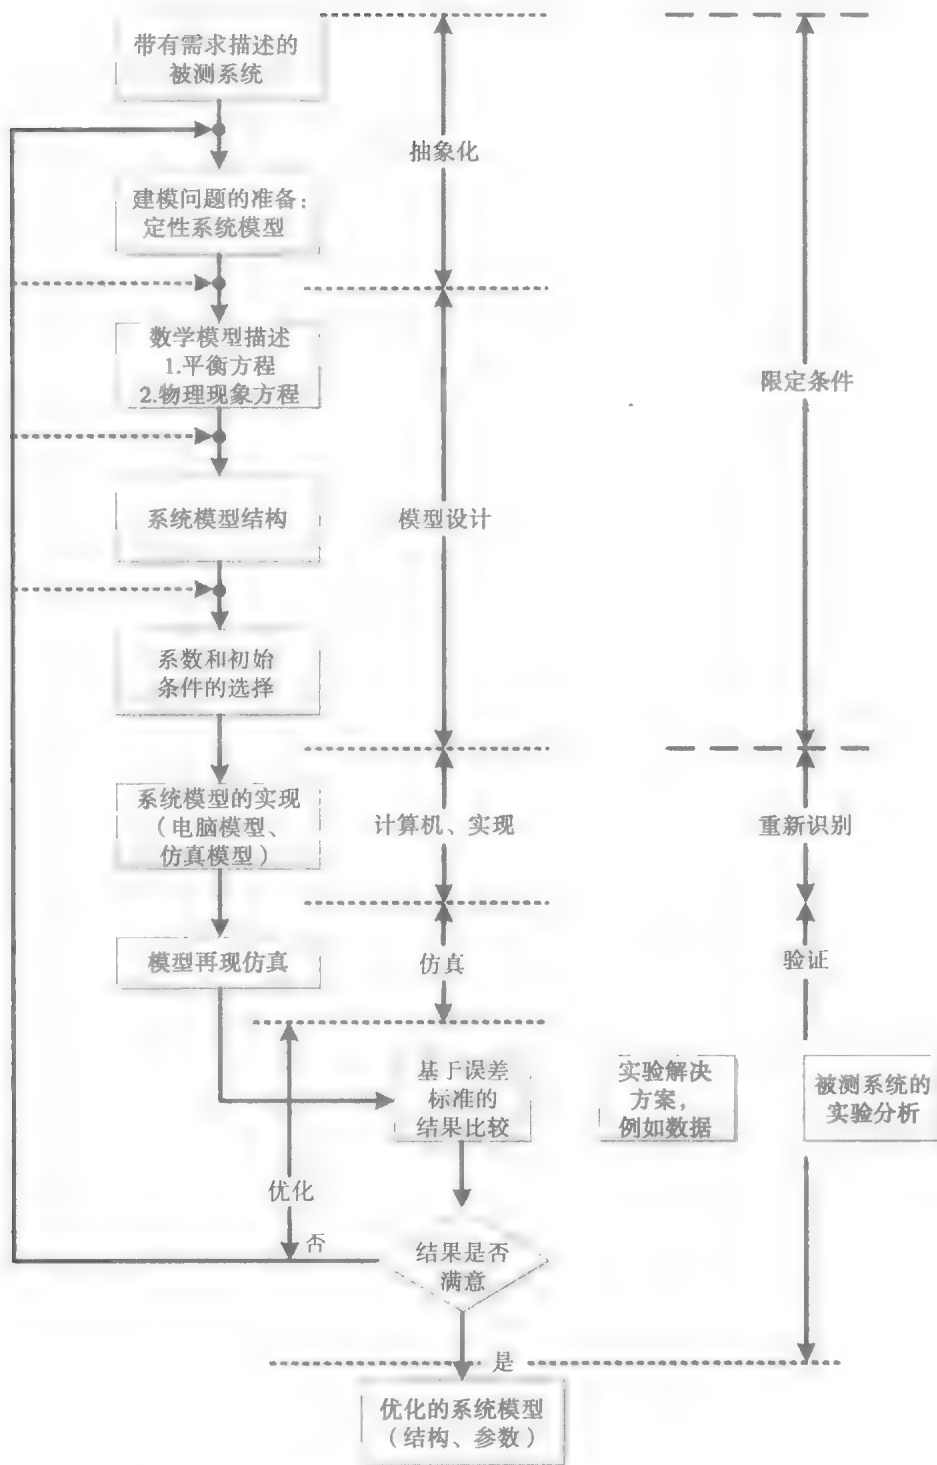 带有需求描述的
被测系统
抽象化
建模问题的准备:
定性系统模型
数学模型描述
1.平衡方程
2.物理现象方程
限定条件
系统模型结构
模型设计
系数和初始
条件的选择
系统模型的实现
(电脑模型、
仿真模型)
计算机、实现
重新识别
模型再现仿真
仿真
验证
基于误差
标准的
结果比较
实验解决
方案,
例如数据
被测系统的
实验分析
优化
否
结果是否
满意
是
优化的系统模型
(结构、参数)